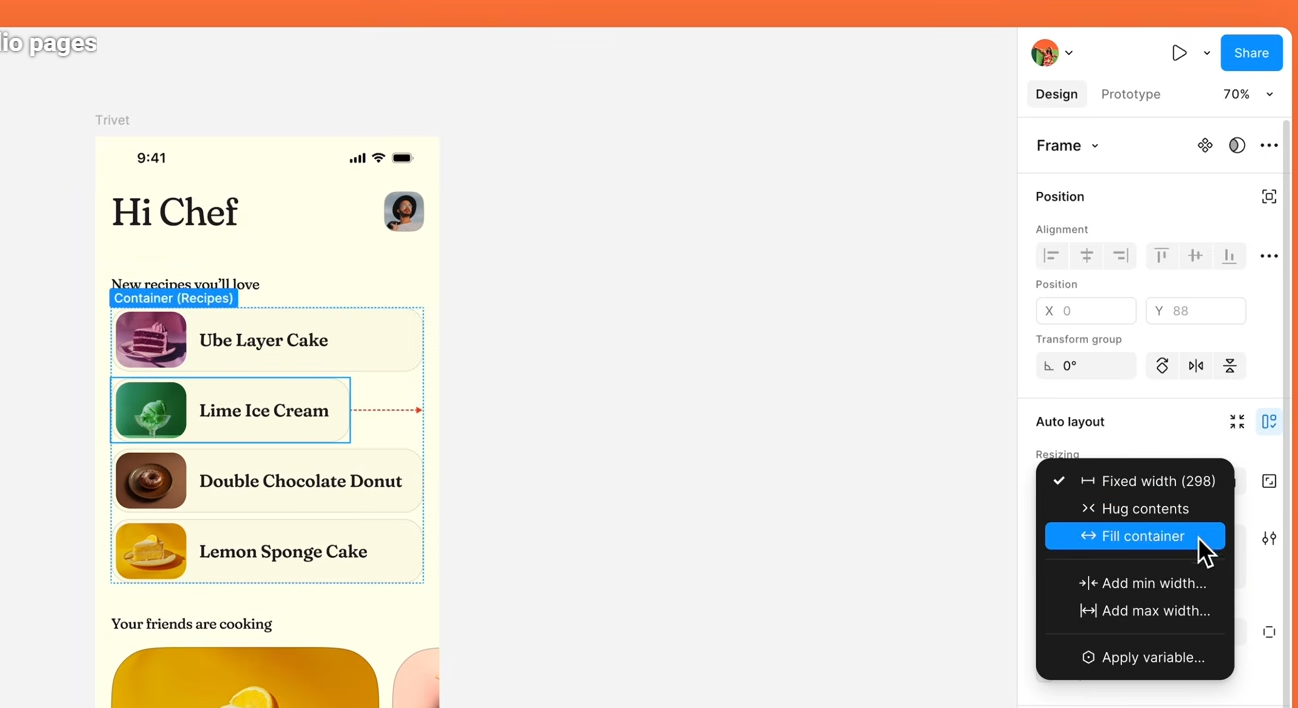 lio pages
Share
Design Prototype 70%
Trivet
9:41
Frame
Hi Chef
Position
Alignment
New recipes you'll love
Position
Container (Recipes)
X 0 Y 88
Ube Layer Cake
Transform group
0°
Lime Ice Cream
Auto layout
Resizing
Double Chocolate Donut
Fixed width (298)
Hug contents
Fill container
Lemon Sponge Cake
Add min width...
Add max width...
Your friends are cooking
Apply variable...